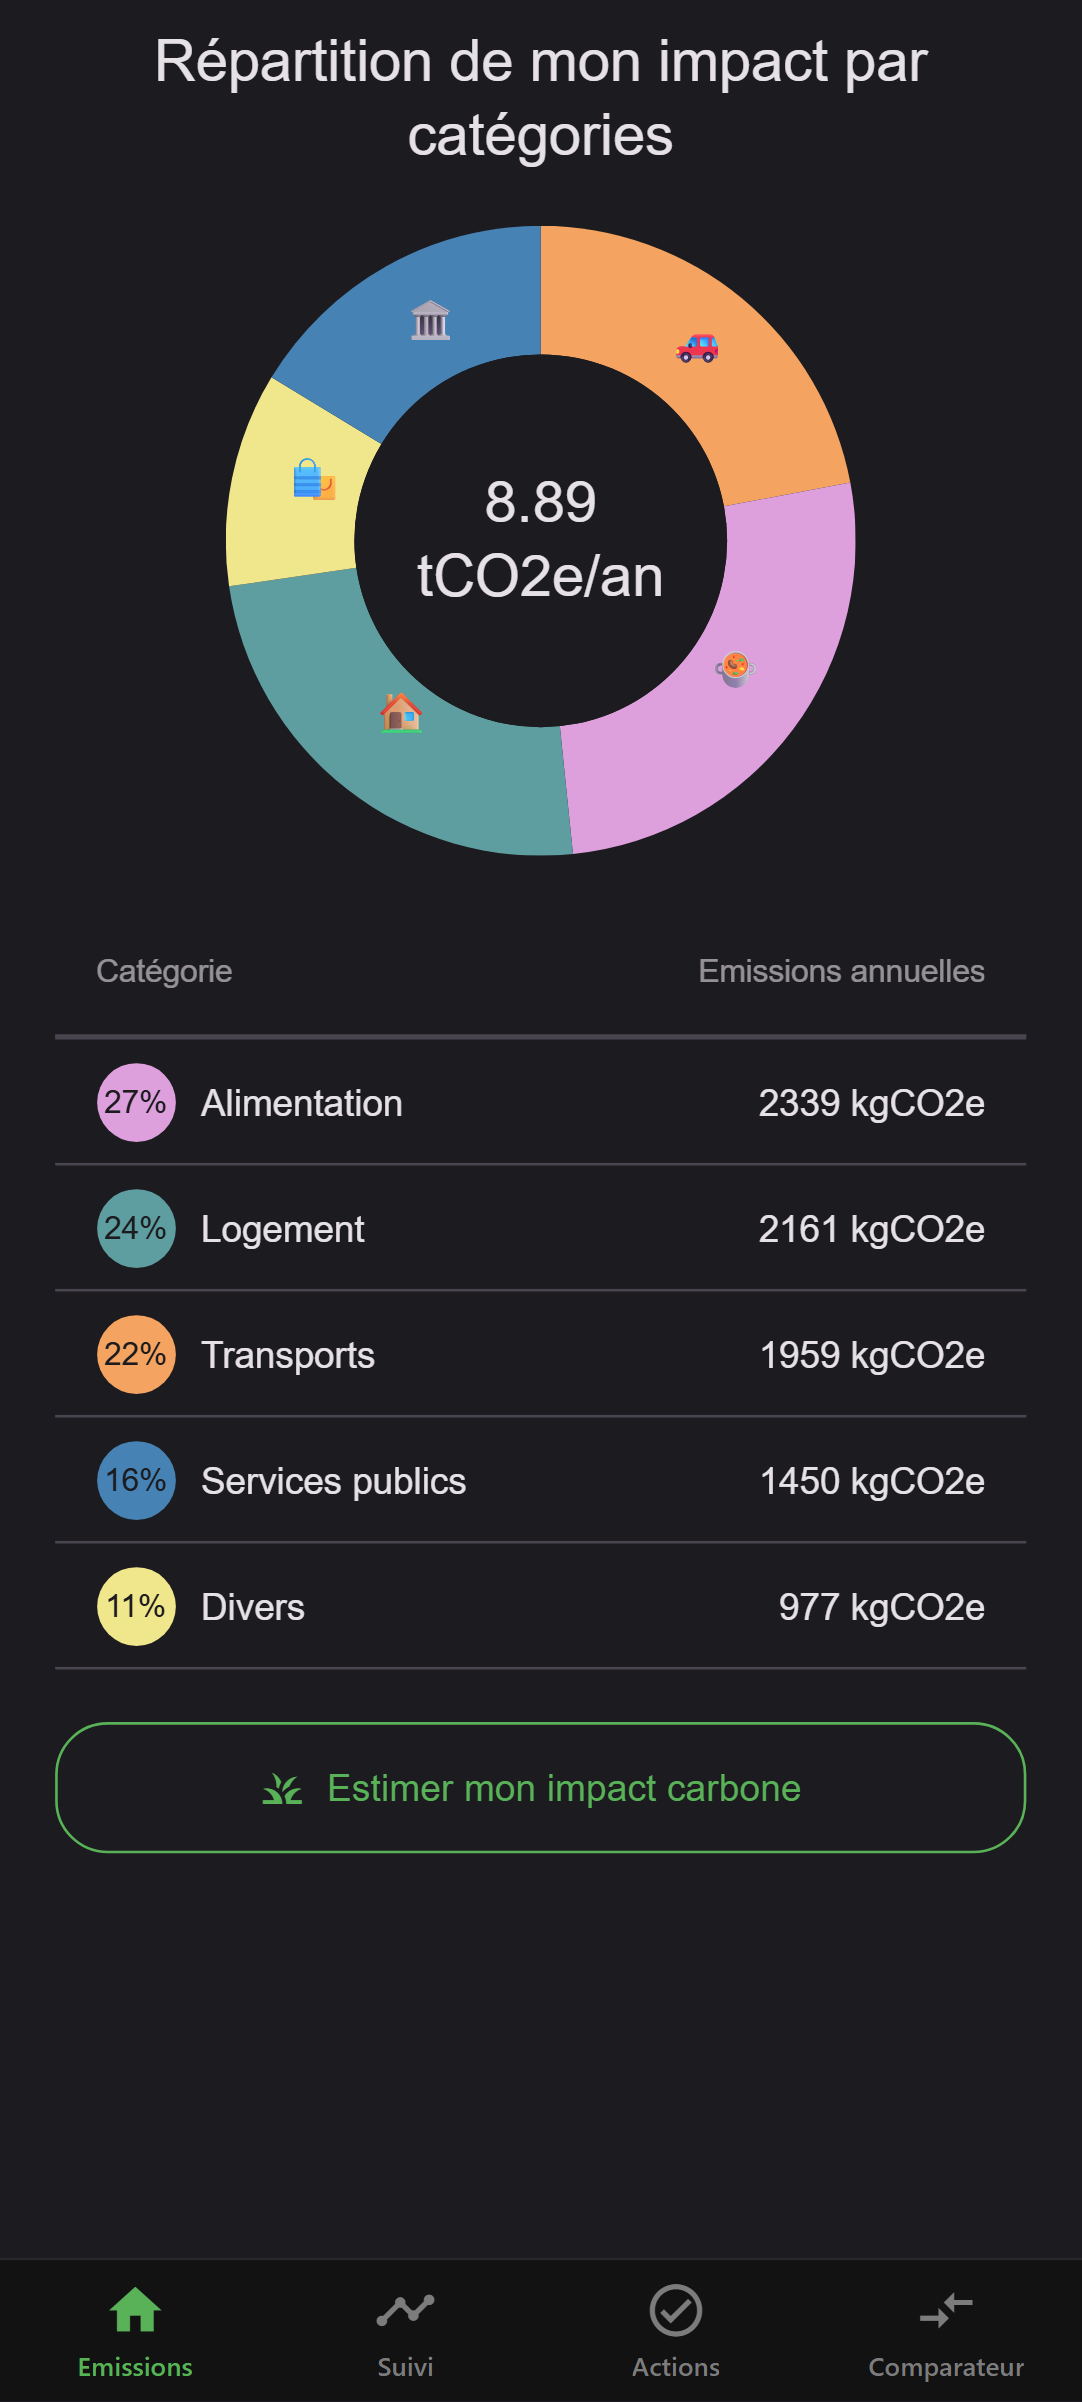 Répartition de mon impact par
catégories
8.89
tCO2e/an
Catégorie Emissions annuelles
27% Alimentation 2339 kgCO2e
24% Logement 2161 kgCO2e
22% Transports 1959 kgCO2e
16% Services publics 1450 kgCO2e
11% Divers 977 kgCO2e
Estimer mon impact carbone
Emissions Suivi Actions Comparateur